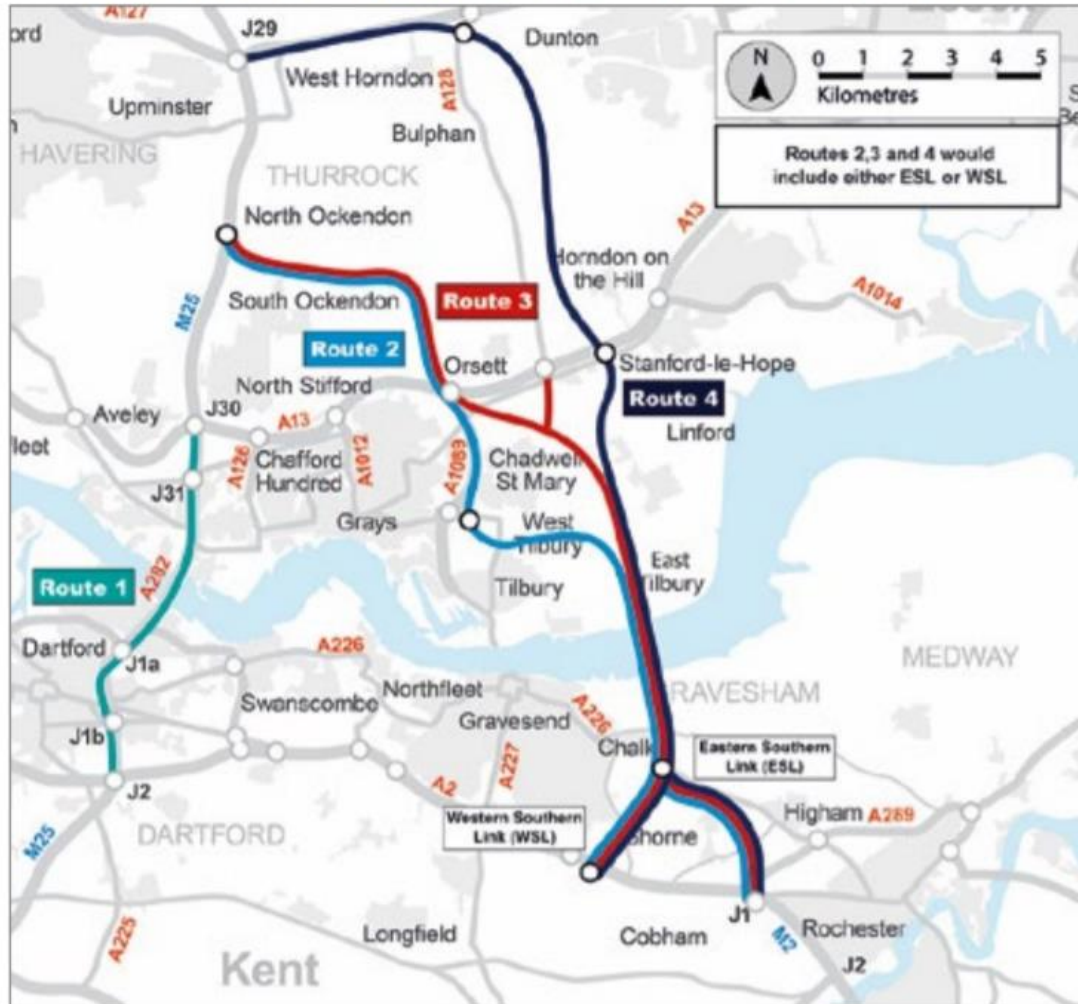 A127
J29
Dunton
N
0 1 2 3 4 5
Kilometres
ord
West Horndon
A128
Upminster
Bulphan
HAVERING
THURROCK
Routes 2,3 and 4 would
include either ESL or WSL
North Ockendon
A13
Horndon on
the Hill
M25
South Ockendon
Route 3
A1014
Route 2
Orsett
Stanford-le-Hope
North Stifford
Route 4
Aveley
J30
A13
Linford
fleet
A126
Chafford
Hundred
A1012
A1089
Chadwell
St Mary
J31
Grays
West
Tilbury
East
Tilbury
Route 1
A282
Tilbury
Dartford
J1a
A226
MEDWAY
Northfleet
Swanscombe
GRAVESHAM
Gravesend
A226
J1b
Chalk
Eastern Southern
Link (ESL)
A227
J2
A2
Higham
A289
Western Southern
Link (WSL)
DARTFORD
Shorne
M25
J1
A225
Longfield
Cobham
M2
Rochester
J2
Kent